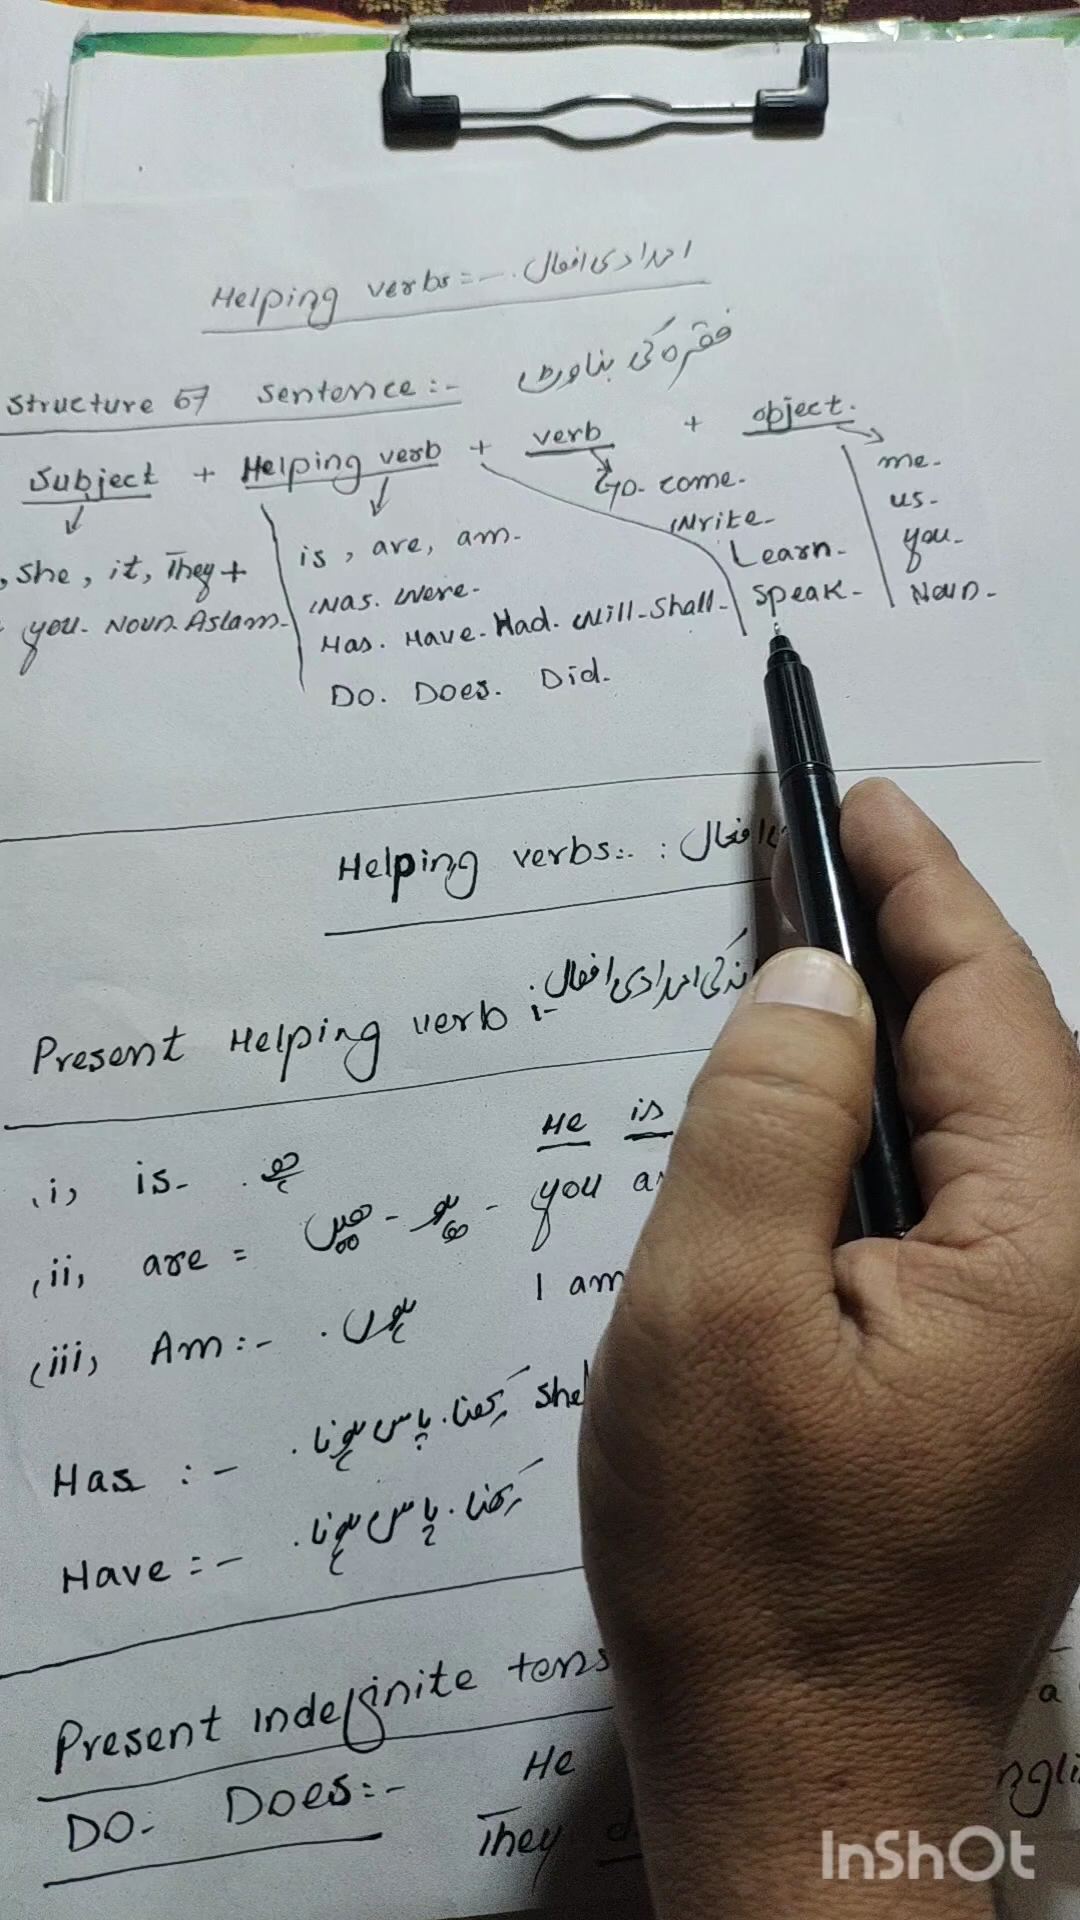 Helping verbs:- امدادی افعال
Structure of Sentence:- فقرہ کی بناوٹ
Subject + Helping verb + verb + object.
she, it, They +
you. Noun. Aslam.
is, are, am.
Was. Were.
Has. Have. Had. Will. Shall.
Do. Does. Did.
Go. come.
Write.
Learn.
Speak.
me.
us.
you.
Noun.
Helping verbs:. : افعال
Present Helping verb :- امدادی افعال
(i) is- ہے. He is
(ii) are = ہیں - ہو - you
(iii) Am:- ہوں. I am
Has :- رکھنا. پاس ہونا.
Have :- رکھنا. پاس ہونا.
Present indefinite tens
DO. Does:- He
They
InShOt